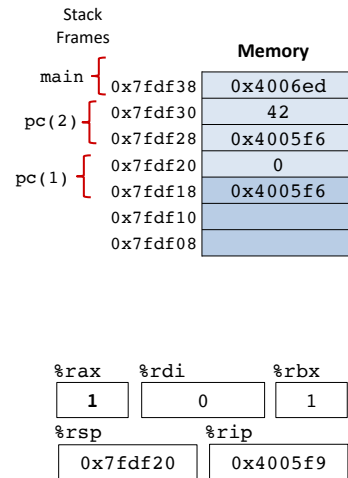 Stack
Frames
Memory
main
0x7fdf38 0x4006ed
pc(2)
0x7fdf30 42
0x7fdf28 0x4005f6
pc(1)
0x7fdf20 0
0x7fdf18 0x4005f6
0x7fdf10
0x7fdf08
%rax %rdi %rbx
1 0 1
%rsp %rip
0x7fdf20 0x4005f9